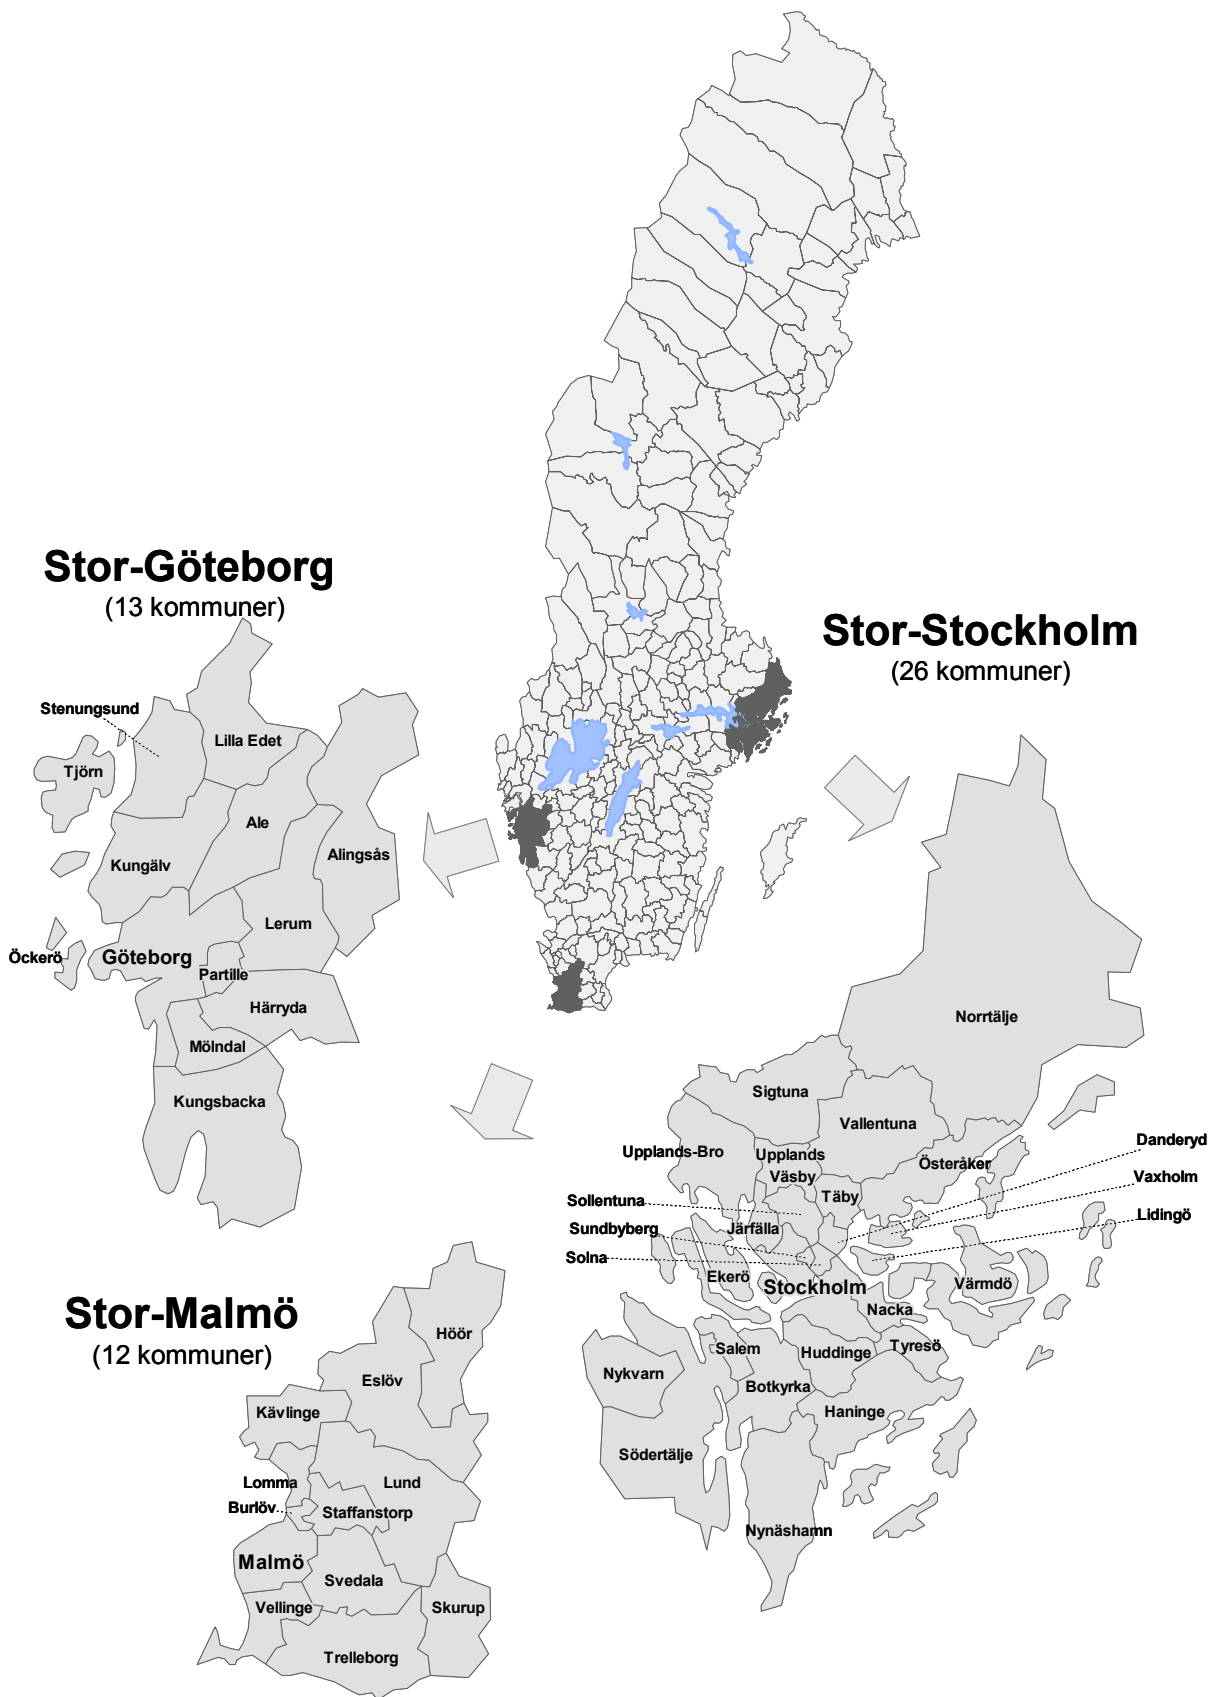 Stor-Göteborg
(13 kommuner)
Stenungsund
Lilla Edet
Tjörn
Ale
Alingsås
Kungälv
Lerum
Öckerö
Göteborg
Partille
Härryda
Mölndal
Kungsbacka
Stor-Stockholm
(26 kommuner)
Norrtälje
Sigtuna
Vallentuna
Upplands-Bro
Upplands
Väsby
Österåker
Danderyd
Vaxholm
Lidingö
Täby
Sollentuna
Järfälla
Sundbyberg
Solna
Ekerö
Stockholm
Värmdö
Nacka
Salem
Huddinge
Tyresö
Nykvarn
Botkyrka
Haninge
Södertälje
Nynäshamn
Stor-Malmö
(12 kommuner)
Höör
Eslöv
Kävlinge
Lomma
Lund
Burlöv
Staffanstorp
Malmö
Svedala
Vellinge
Skurup
Trelleborg